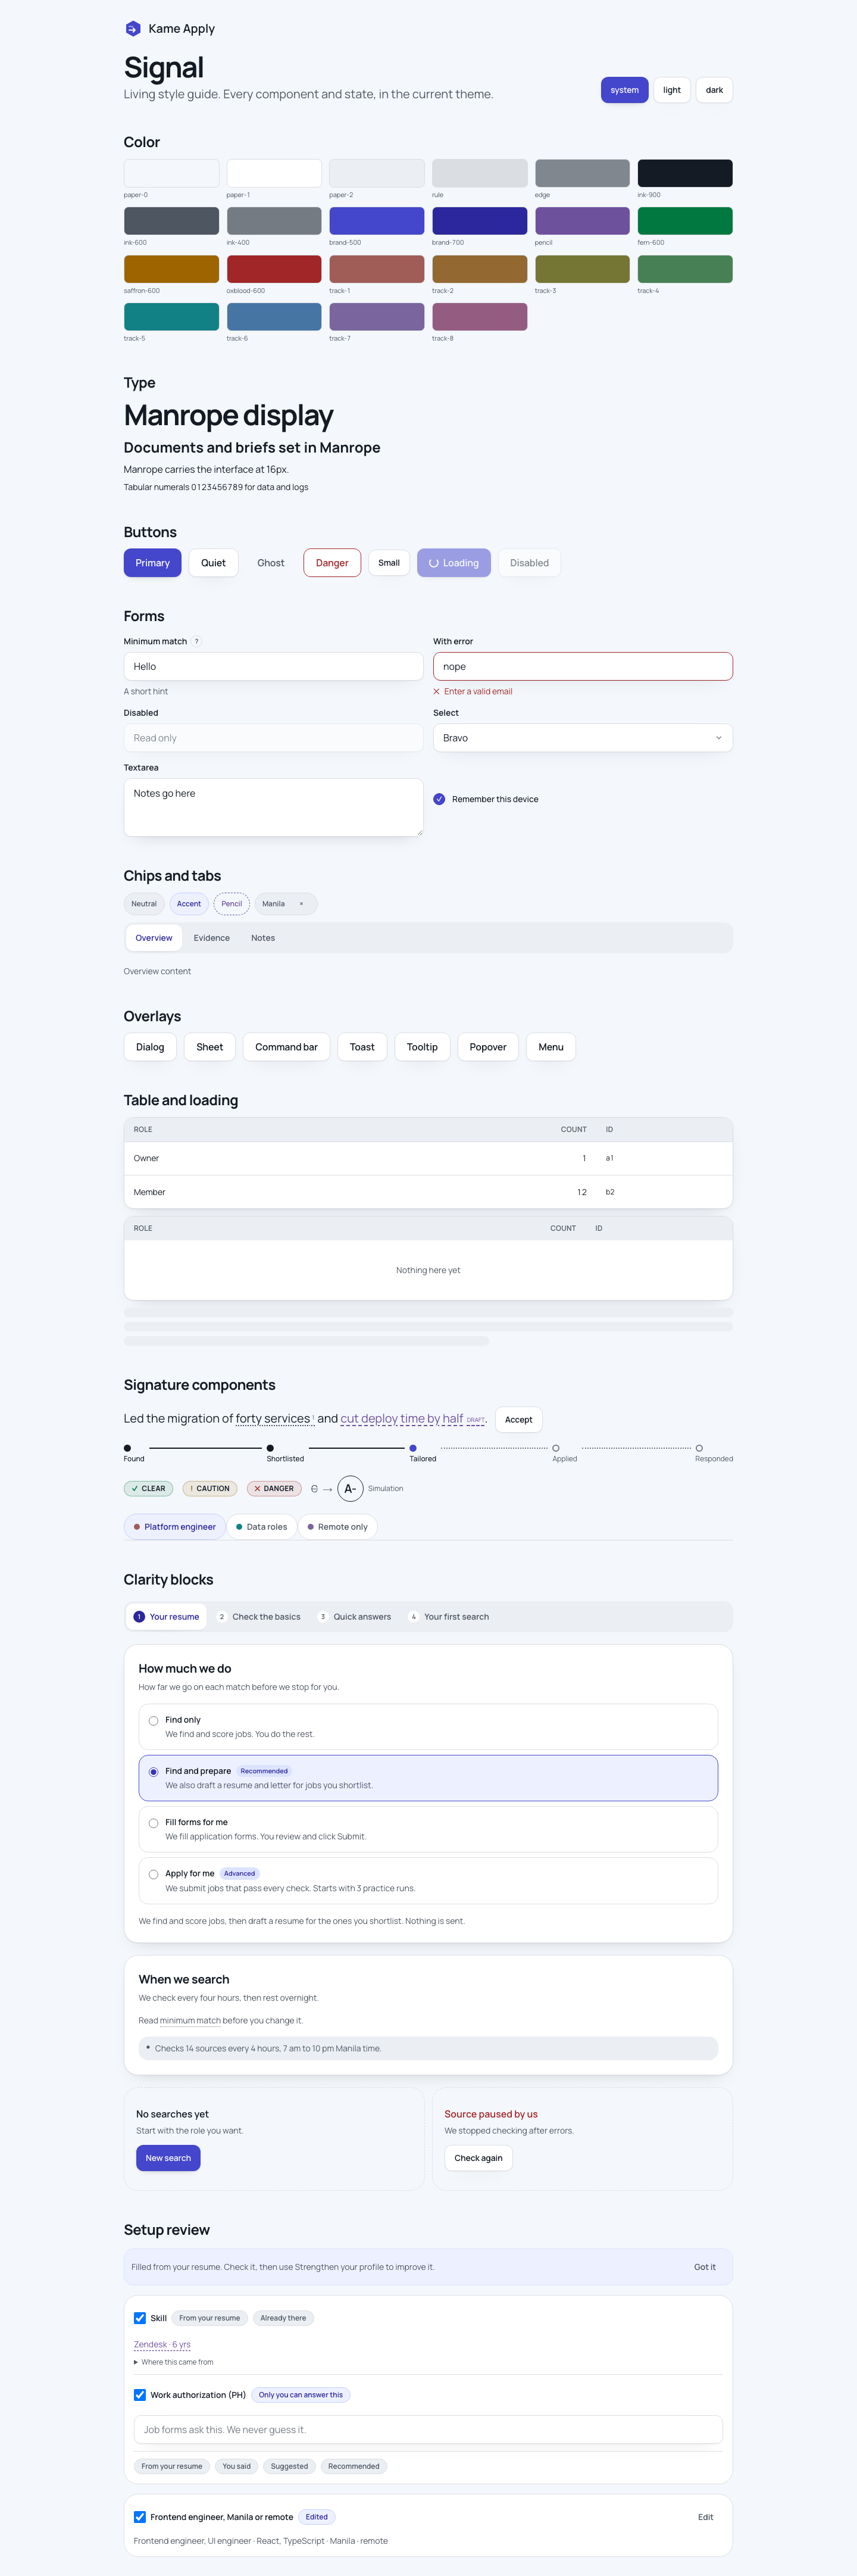 Kame Apply
Signal
Living style guide. Every component and state, in the current theme.
system light dark
Color
paper-0 paper-1 paper-2 rule edge ink-900
ink-600 ink-400 brand-500 brand-700 pencil fern-600
saffron-600 oxblood-600 track-1 track-2 track-3 track-4
track-5 track-6 track-7 track-8
Type
Manrope display
Documents and briefs set in Manrope
Manrope carries the interface at 16px.
Tabular numerals 0123456789 for data and logs
Buttons
Primary Quiet Ghost Danger Small Loading Disabled
Forms
Minimum match ? With error
Hello nope
A short hint Enter a valid email
Disabled Select
Read only Bravo
Textarea
Notes go here
Remember this device
Chips and tabs
Neutral Accent Pencil Manila ×
Overview Evidence Notes
Overview content
Overlays
Dialog Sheet Command bar Toast Tooltip Popover Menu
Table and loading
ROLE COUNT ID
Owner 1 a1
Member 12 b2
ROLE COUNT ID
Nothing here yet
Signature components
Led the migration of forty services and cut deploy time by half DRAFT. Accept
Found Shortlisted Tailored Applied Responded
CLEAR ! CAUTION DANGER → A- Simulation
Platform engineer Data roles Remote only
Clarity blocks
1 Your resume 2 Check the basics 3 Quick answers 4 Your first search
How much we do
How far we go on each match before we stop for you.
Find only
We find and score jobs. You do the rest.
Find and prepare Recommended
We also draft a resume and letter for jobs you shortlist.
Fill forms for me
We fill application forms. You review and click Submit.
Apply for me Advanced
We submit jobs that pass every check. Starts with 3 practice runs.
We find and score jobs, then draft a resume for the ones you shortlist. Nothing is sent.
When we search
We check every four hours, then rest overnight.
Read minimum match before you change it.
Checks 14 sources every 4 hours, 7 am to 10 pm Manila time.
No searches yet Source paused by us
Start with the role you want. We stopped checking after errors.
New search Check again
Setup review
Filled from your resume. Check it, then use Strengthen your profile to improve it. Got it
Skill From your resume Already there
Zendesk · 6 yrs
Where this came from
Work authorization (PH) Only you can answer this
Job forms ask this. We never guess it.
From your resume You said Suggested Recommended
Frontend engineer, Manila or remote Edited Edit
Frontend engineer, UI engineer · React, TypeScript · Manila · remote